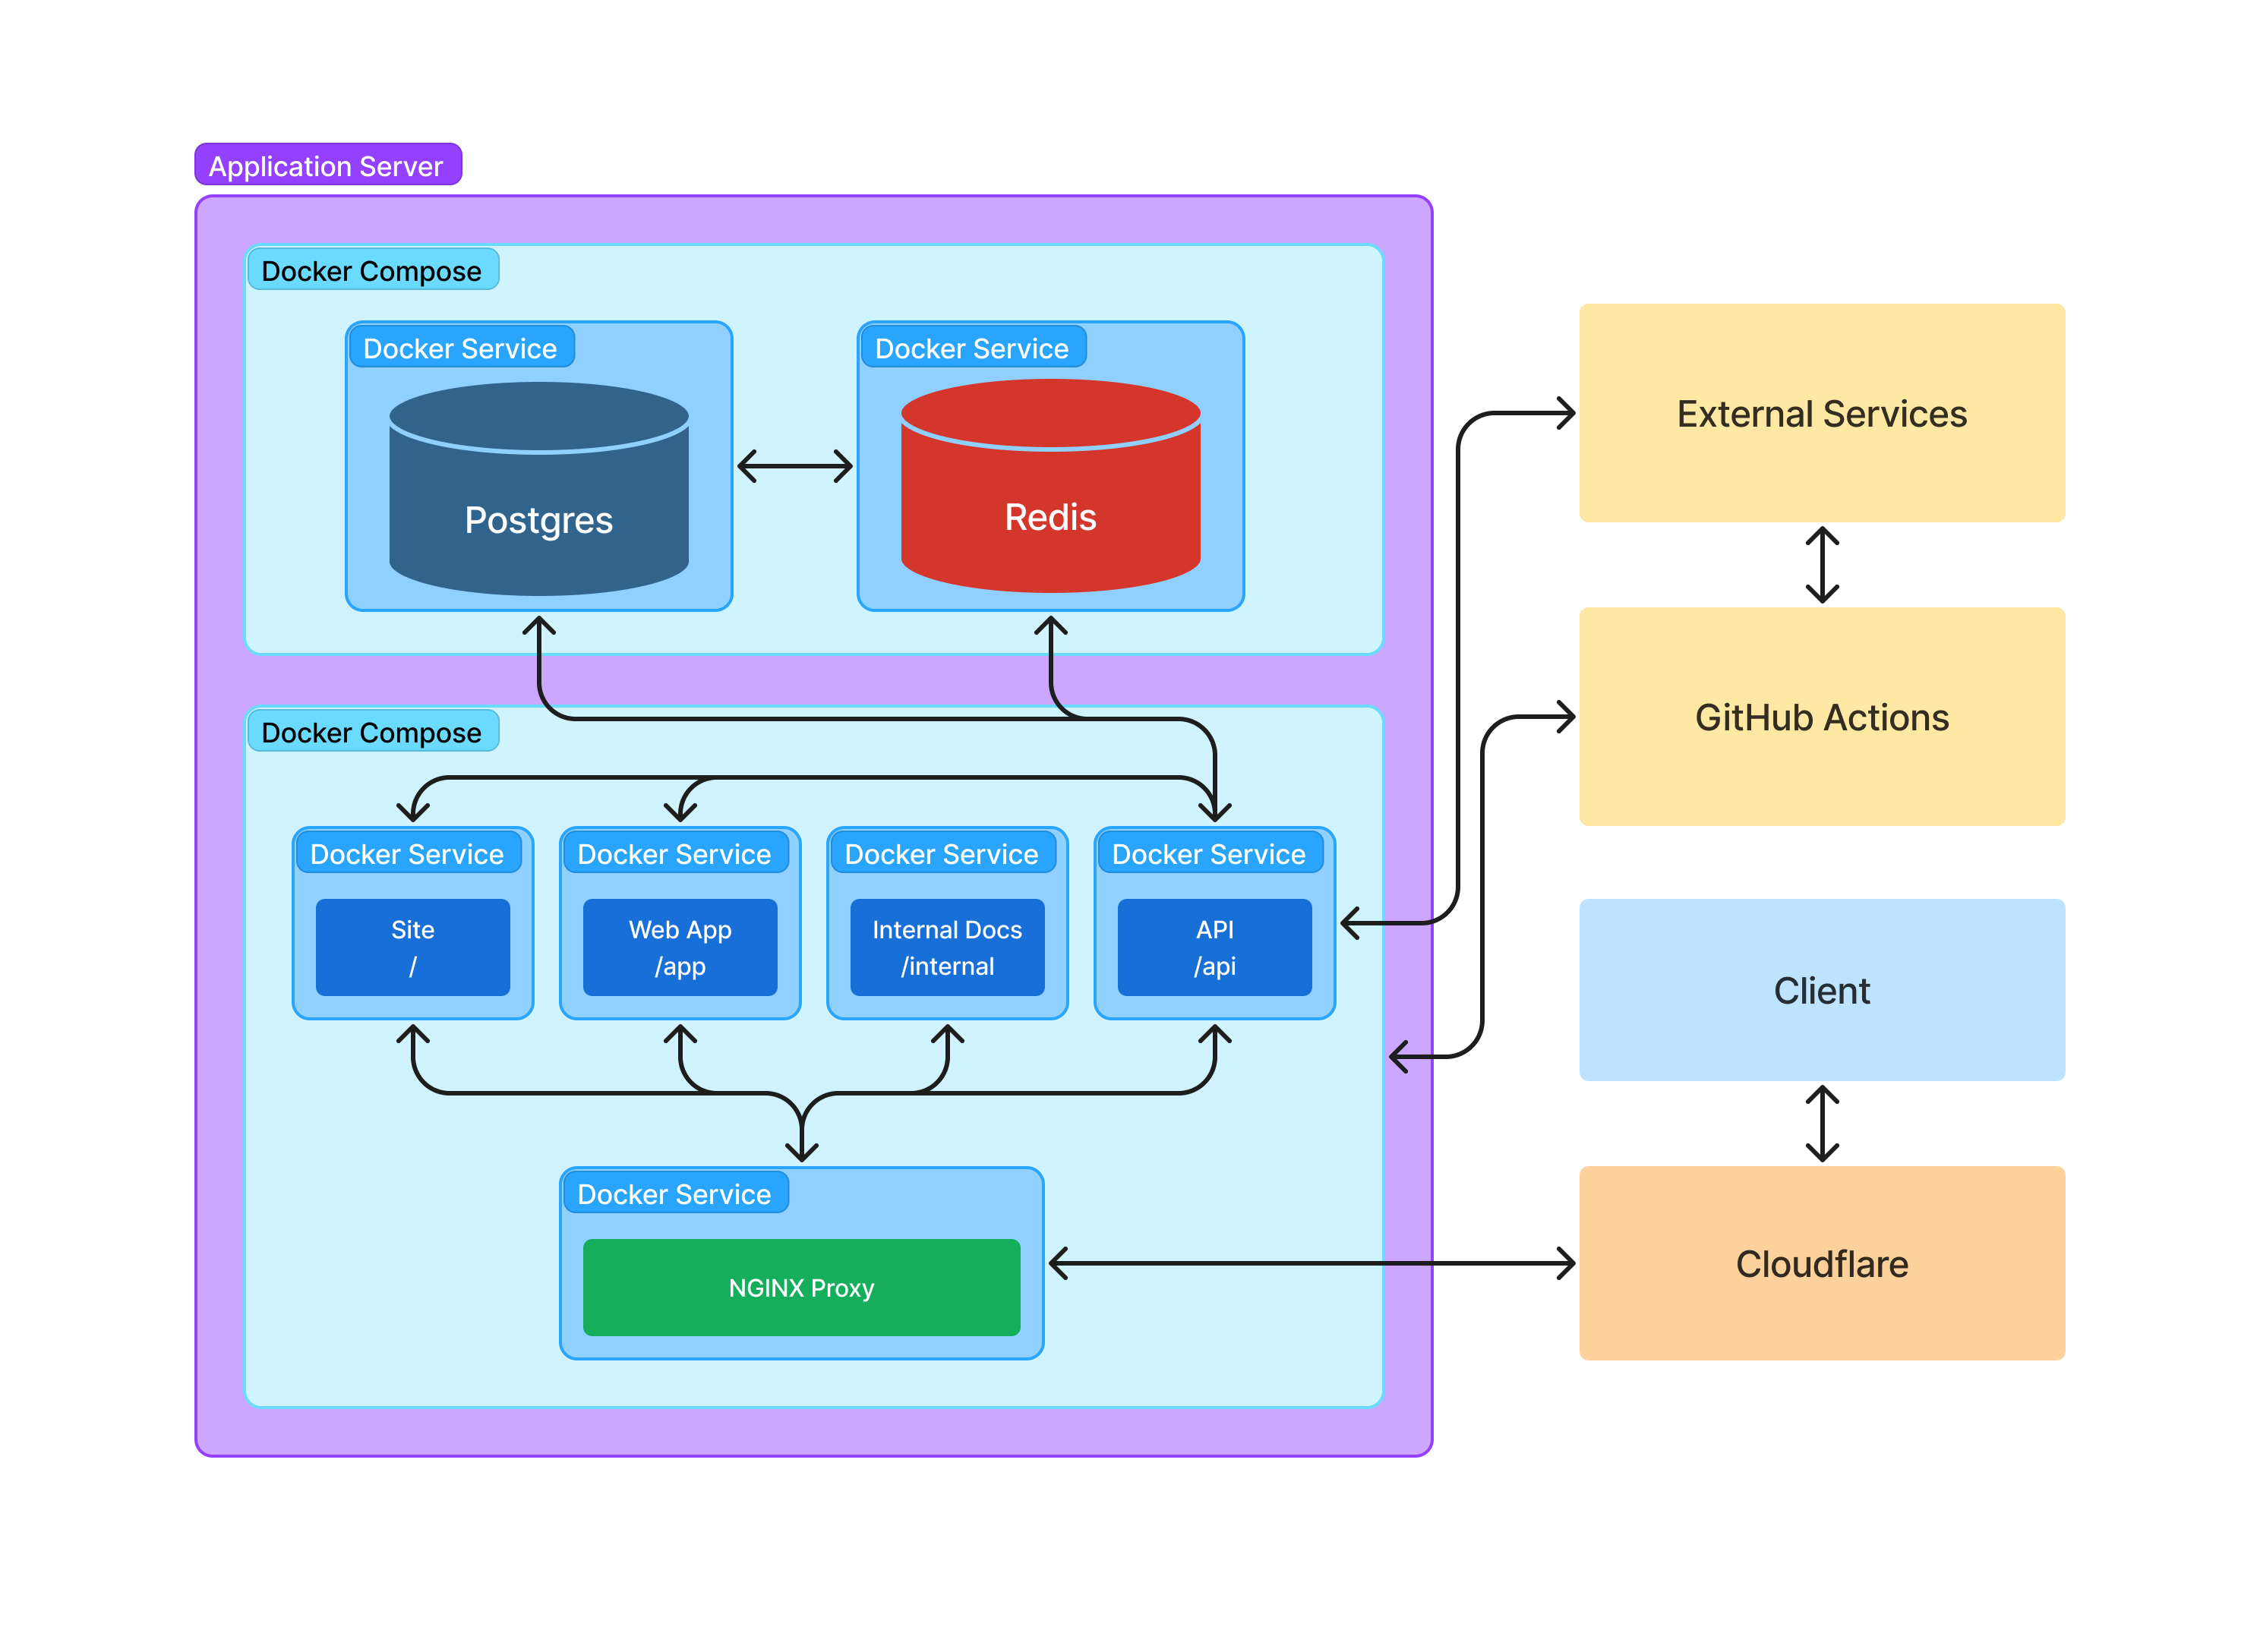 Application Server
Docker Compose
Docker Service
Postgres
Docker Service
Redis
Docker Compose
Docker Service
Site
/
Docker Service
Web App
/app
Docker Service
Internal Docs
/internal
Docker Service
API
/api
Docker Service
NGINX Proxy
External Services
GitHub Actions
Client
Cloudflare